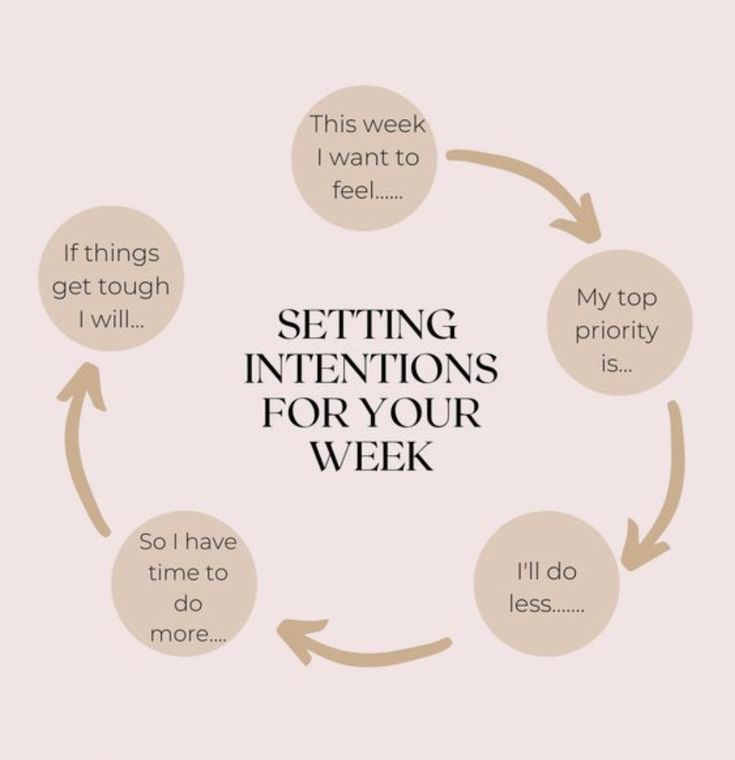 This week
I want to
feel......
My top
priority
is...
I'll do
less.......
So I have
time to
do
more....
If things
get tough
I will...
SETTING
INTENTIONS
FOR YOUR
WEEK